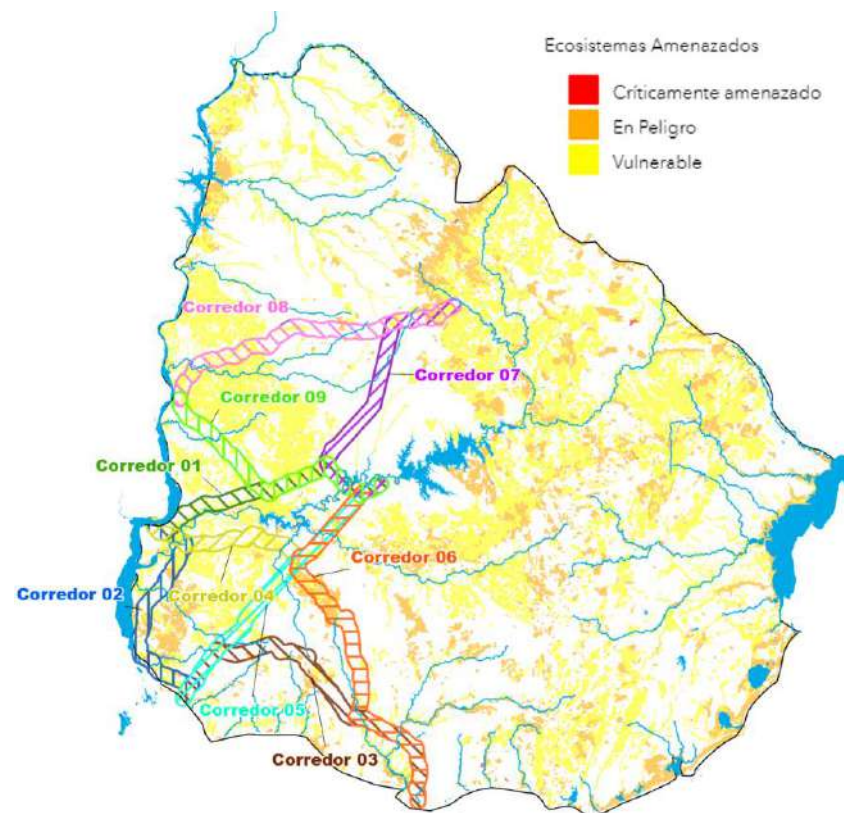 Ecosistemas Amenazados
Críticamente amenazado
En Peligro
Vulnerable
Corredor 08
Corredor 07
Corredor 09
Corredor 01
Corredor 06
Corredor 02
Corredor 04
Corredor 05
Corredor 03